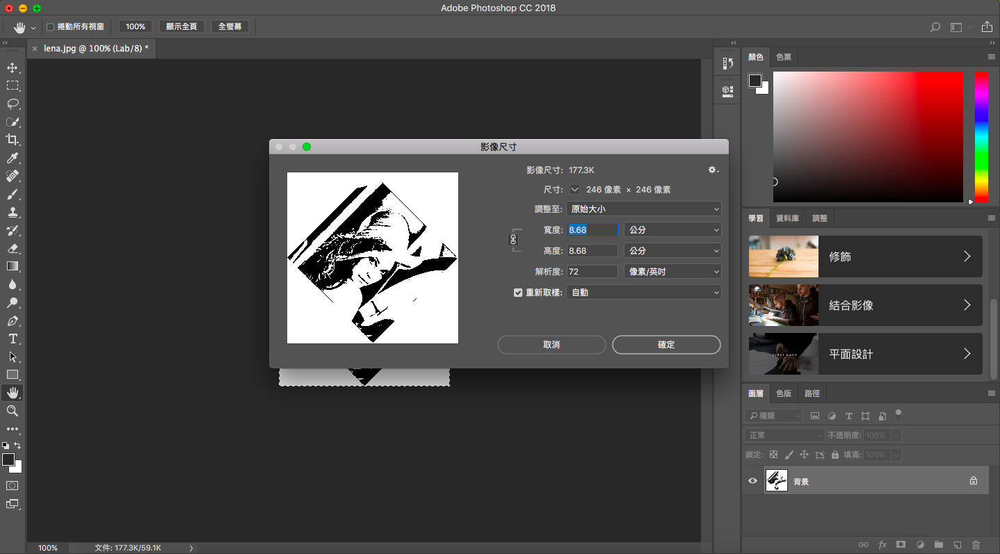 Adobe Photoshop CC 2018
捲動所有視窗
100%
顯示全頁
全螢幕
lena.jpg @ 100% (Lab/8) *
影像尺寸
影像尺寸: 177.3K
尺寸: 246 像素 × 246 像素
調整至: 原始大小
寬度: 8.68 公分
高度: 8.68 公分
解析度: 72 像素/英吋
重新取樣: 自動
取消
確定
顏色
色票
學習
資料庫
調整
修飾
結合影像
FIRST DATE
平面設計
圖層
色版
路徑
種類
正常
不透明度: 100%
鎖定:
填滿: 100%
背景
fx
100%
文件: 177.3K/59.1K